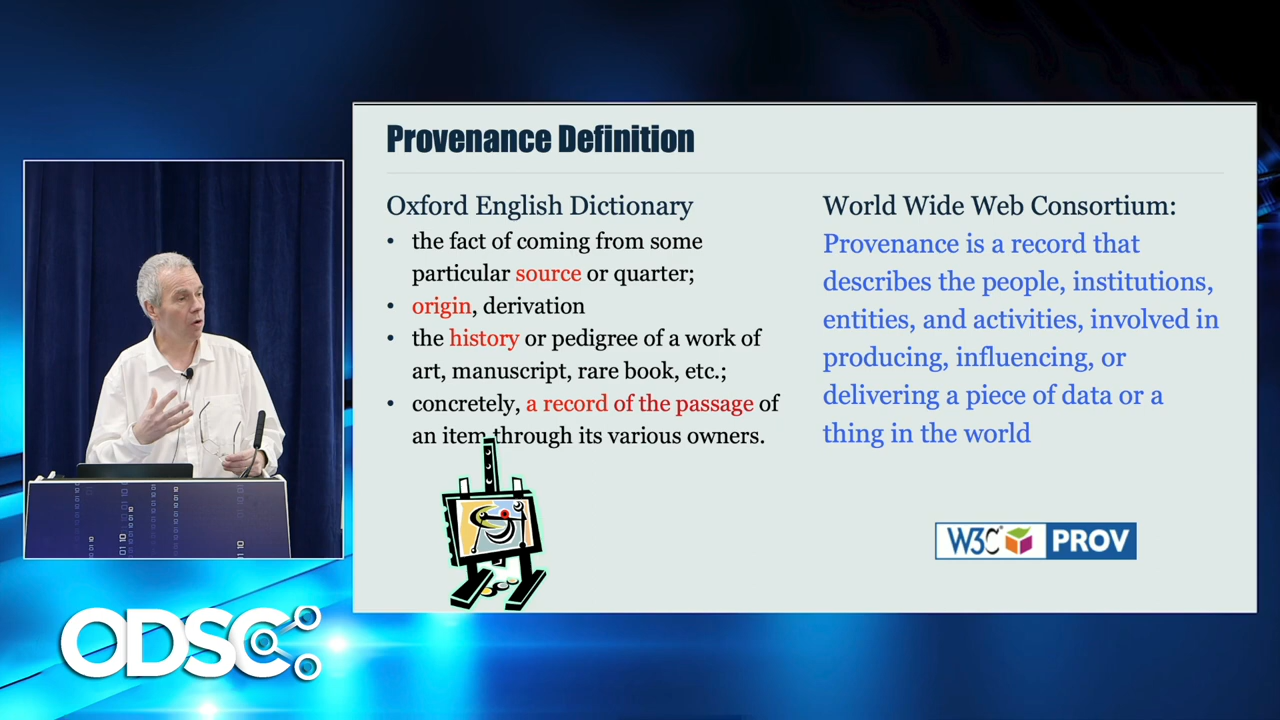 Provenance Definition
Oxford English Dictionary
• the fact of coming from some
particular source or quarter;
• origin, derivation
• the history or pedigree of a work of
art, manuscript, rare book, etc.;
• concretely, a record of the passage of
an item through its various owners.
World Wide Web Consortium:
Provenance is a record that
describes the people, institutions,
entities, and activities, involved in
producing, influencing, or
delivering a piece of data or a
thing in the world
W3C® PROV
ODSC